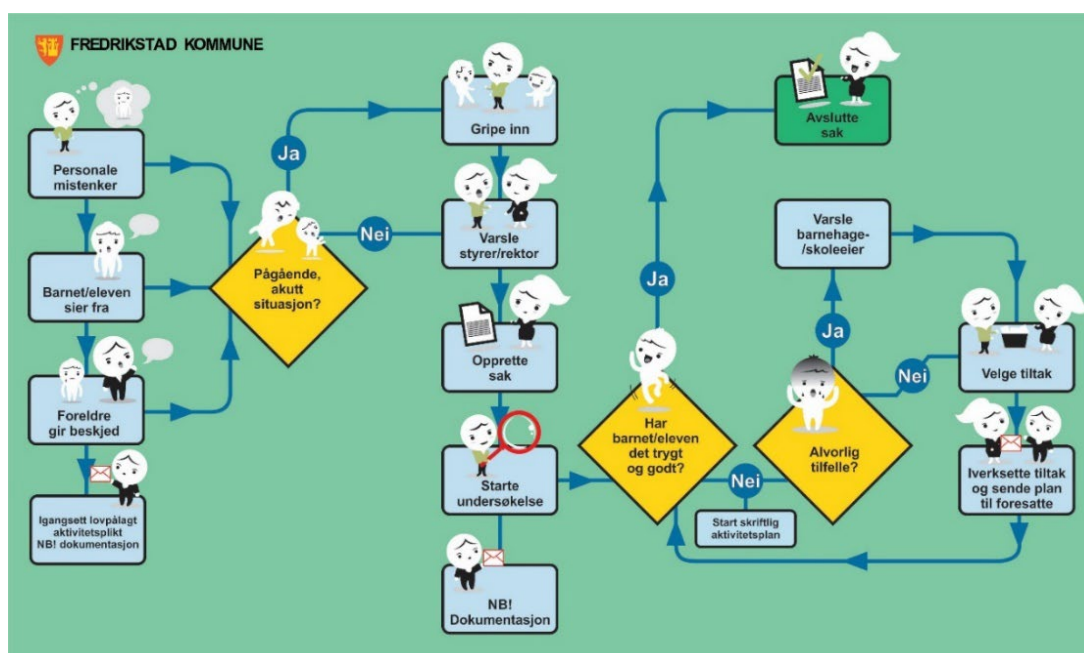 FREDRIKSTAD KOMMUNE
Personale
mistenker
Barnet/eleven
sier fra
Foreldre
gir beskjed
Igangsett lovpålagt
aktivitetsplikt
NB! dokumentasjon
Pågående,
akutt
situasjon?
Ja
Nei
Gripe inn
Varsle
styrer/rektor
Opprette
sak
Starte
undersøkelse
NB!
Dokumentasjon
Har
barnet/eleven
det trygt
og godt?
Ja
Avslutte
sak
Nei
Start skriftlig
aktivitetsplan
Alvorlig
tilfelle?
Ja
Varsle
barnehage-
/skoleeier
Nei
Velge tiltak
Iverksette tiltak
og sende plan
til foresatte